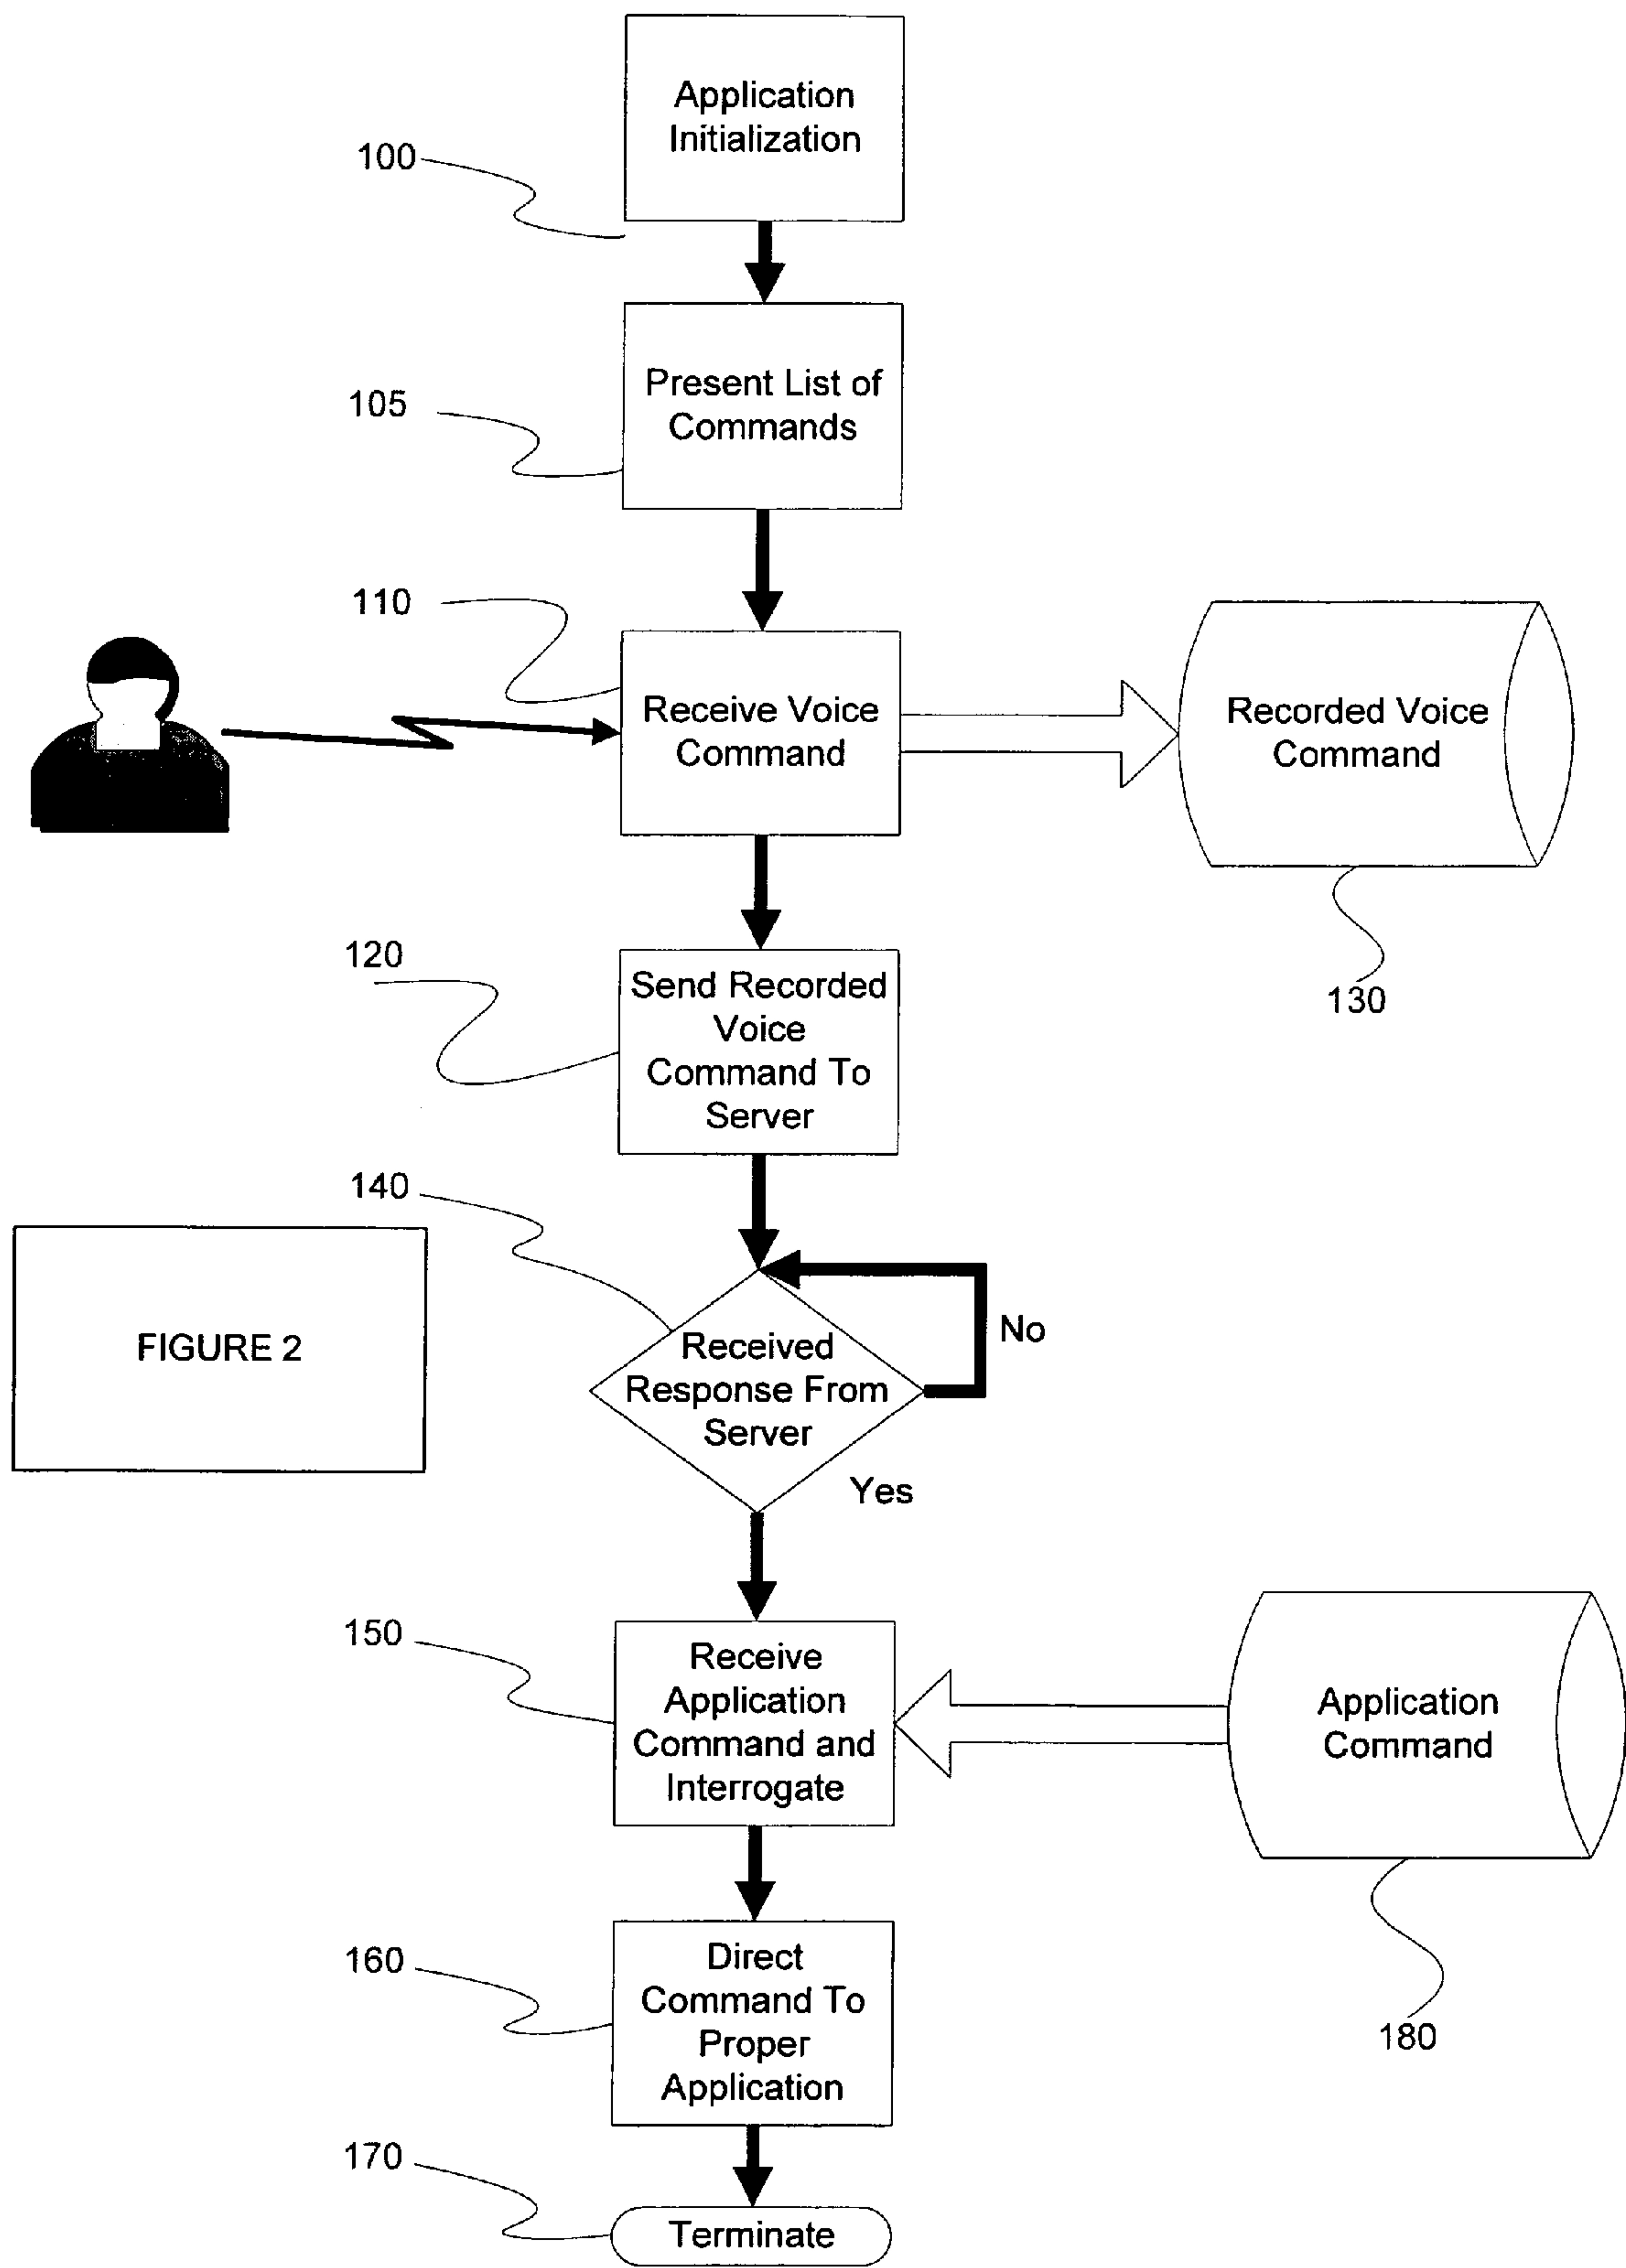 Application
Initialization
100
Present List of
Commands
105
110
Receive Voice
Command
Recorded Voice
Command
130
120
Send Recorded
Voice
Command To
Server
140
Received
Response From
Server
No
Yes
FIGURE 2
150
Receive
Application
Command and
Interrogate
Application
Command
180
160
Direct
Command To
Proper
Application
170
Terminate